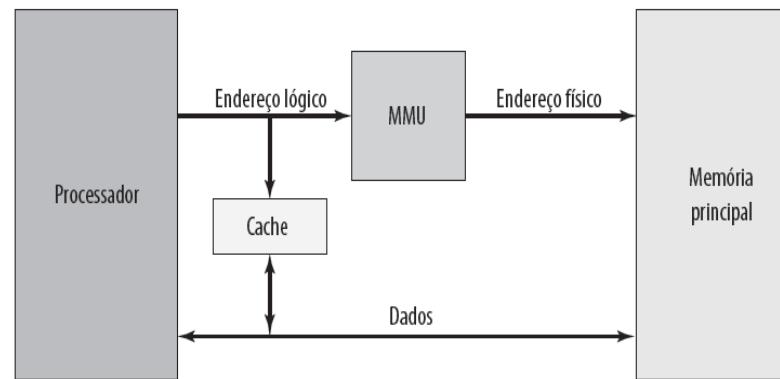 Endereço lógico
MMU
Endereço físico
Processador
Cache
Memória
principal
Dados